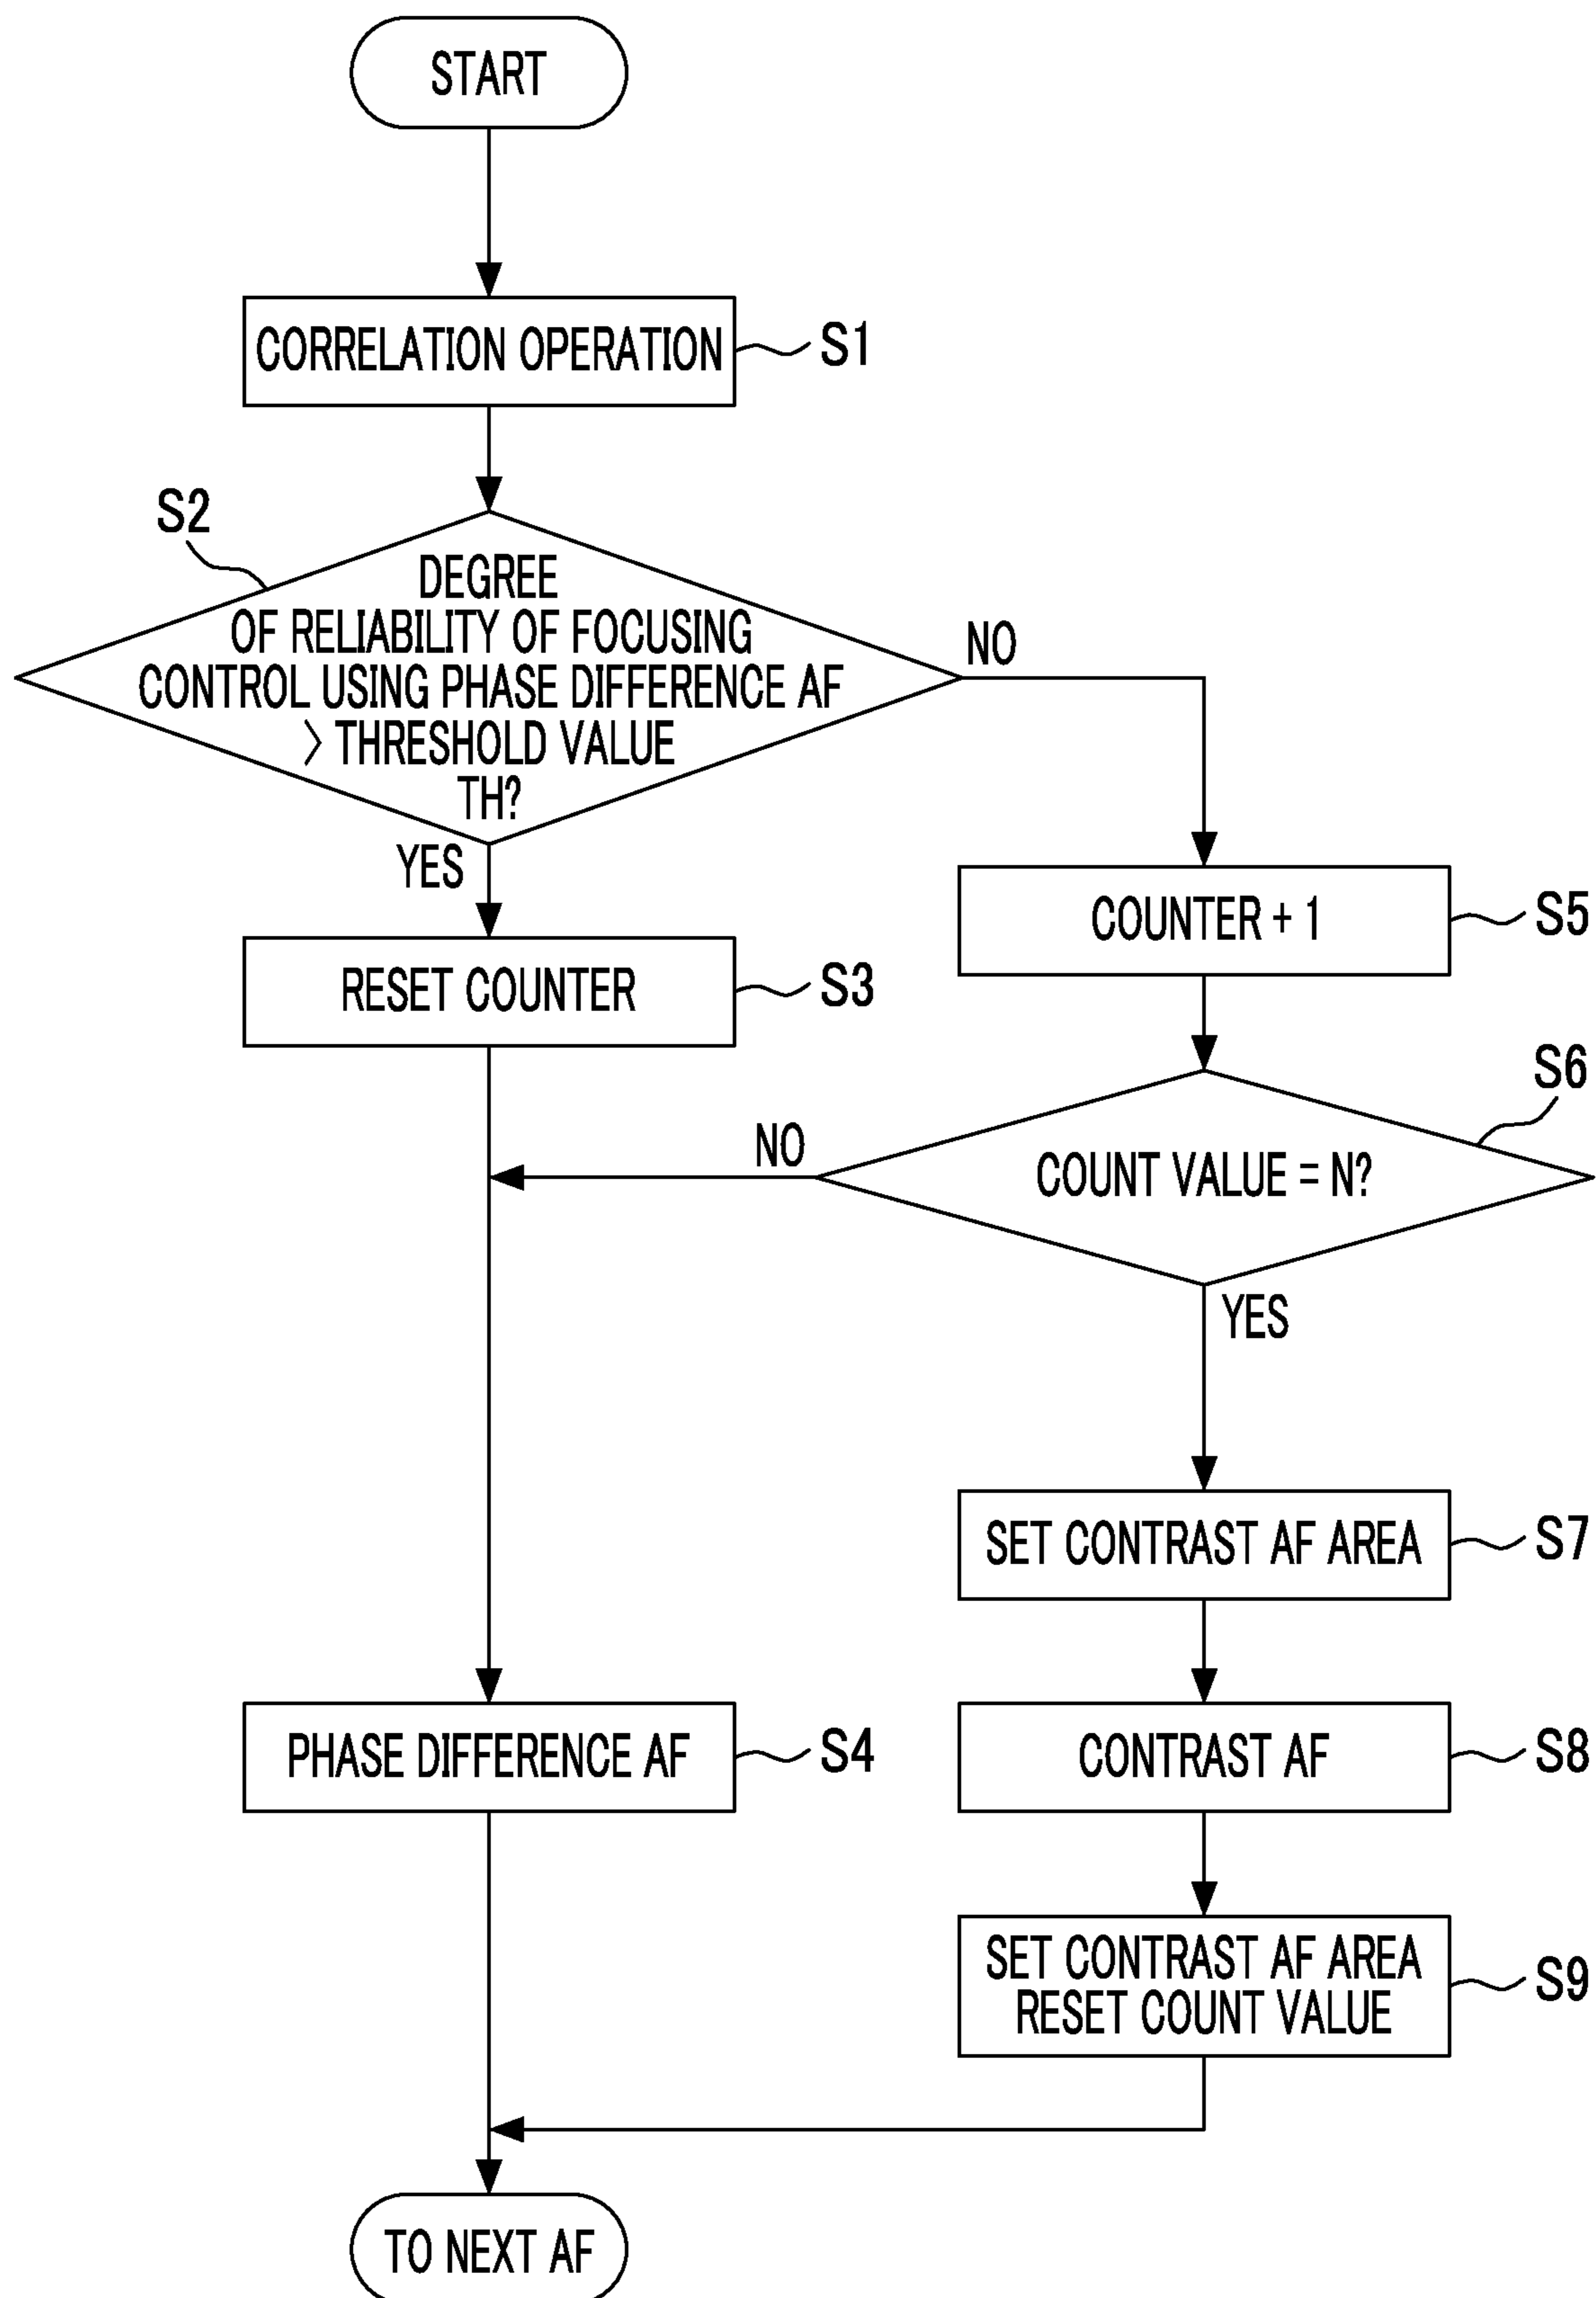 START
CORRELATION OPERATION
S1
S2
DEGREE
OF RELIABILITY OF FOCUSING
CONTROL USING PHASE DIFFERENCE AF
> THRESHOLD VALUE
TH?
NO
YES
RESET COUNTER
S3
COUNTER + 1
S5
S6
COUNT VALUE = N?
NO
YES
SET CONTRAST AF AREA
S7
PHASE DIFFERENCE AF
S4
CONTRAST AF
S8
SET CONTRAST AF AREA
RESET COUNT VALUE
S9
TO NEXT AF